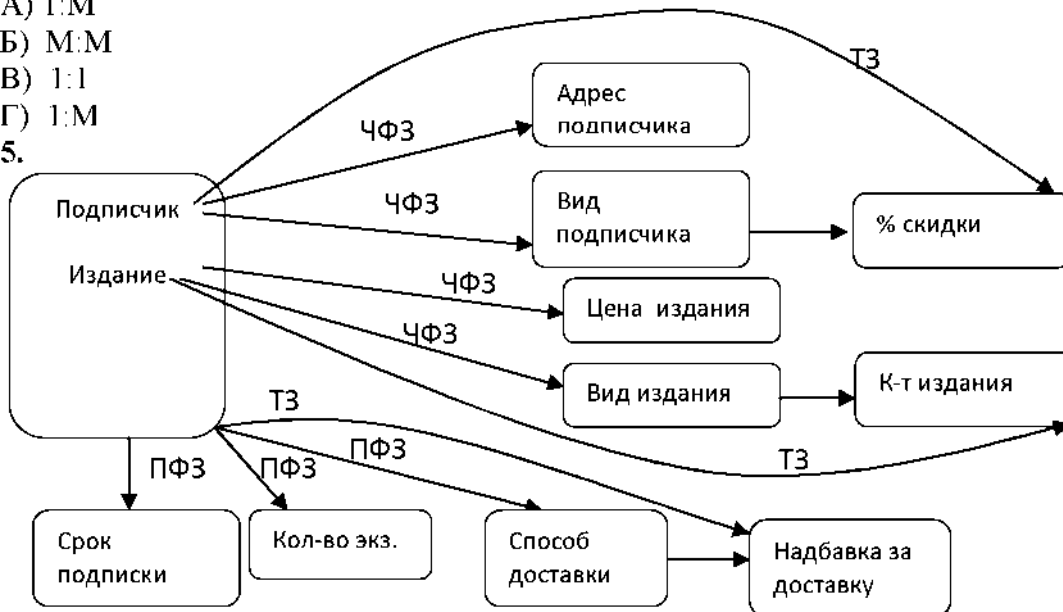 А) 1:М
Б) М:М
В) 1:1
Г) 1:М
5.
ТЗ
Адрес
подписчика
ЧФЗ
Подписчик
ЧФЗ
Вид
подписчика
% скидки
Издание
ЧФЗ
Цена издания
ЧФЗ
Вид издания
К-т издания
ТЗ
ПФЗ
ПФЗ
ПФЗ
ТЗ
Срок
подписки
Кол-во экз.
Способ
доставки
Надбавка за
доставку